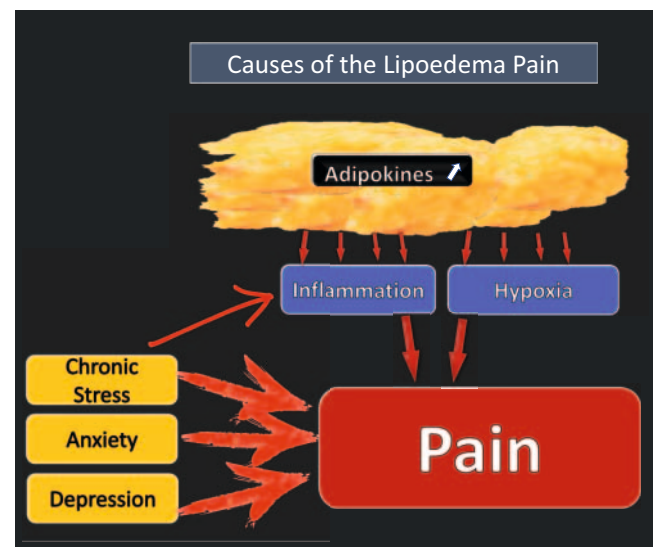 Causes of the Lipoedema Pain
Adipokines
Inflammation
Hypoxia
Chronic
Stress
Anxiety
Depression
Pain